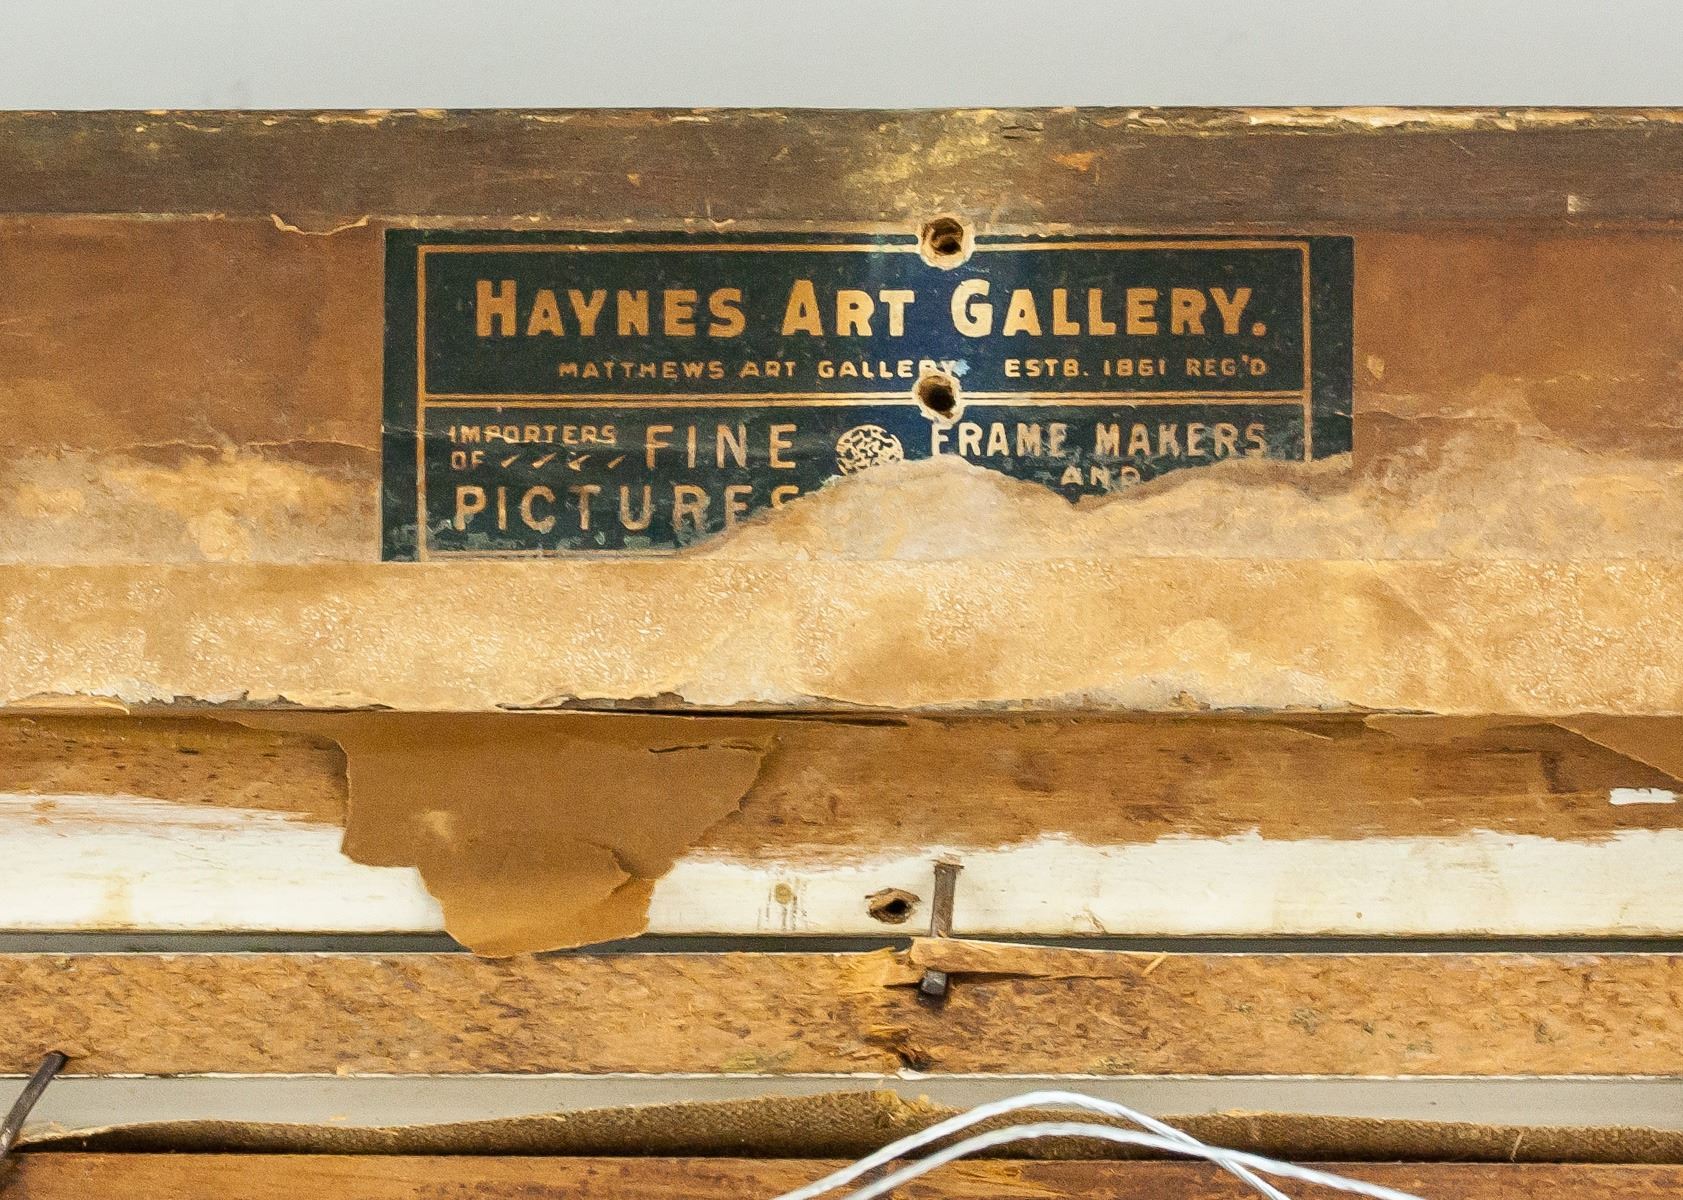 HAYNES ART GALLERY.
MATTHEWS ART GALLERY ESTB. 1861 REG'D
IMPORTERS OF FINE
PICTURES
FRAME MAKERS
AND